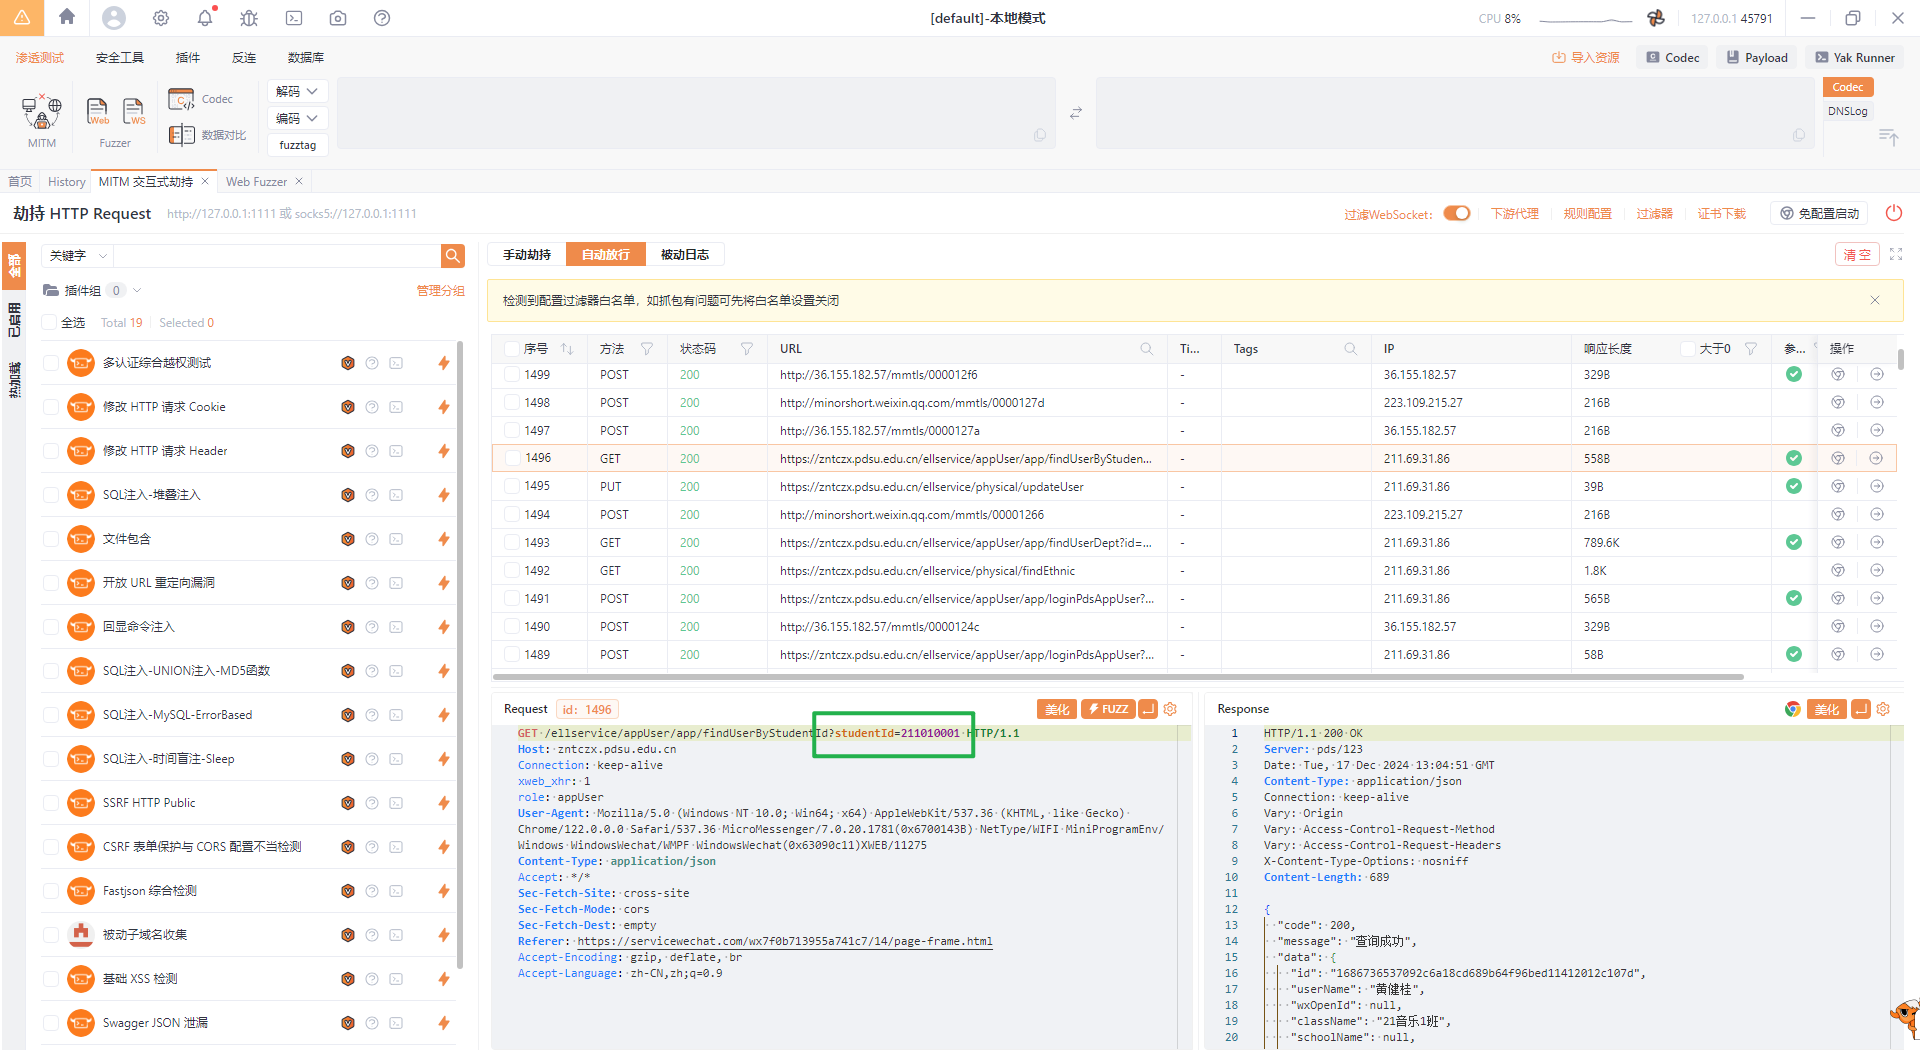 [default]-本地模式
CPU 8%
127.0.0.1 45791
渗透测试 安全工具 插件 反连 数据库
导入资源 Codec Payload Yak Runner
MITM
Web WS
Fuzzer
Codec
数据对比
解码
编码
fuzztag
Codec
DNSLog
首页 History MITM 交互式劫持 Web Fuzzer
劫持 HTTP Request http://127.0.0.1:1111 或 socks5://127.0.0.1:1111
过滤WebSocket: 下游代理 规则配置 过滤器 证书下载 免配置启动
全部
已启用
热加载
关键字
插件组 0 管理分组
全选 Total 19 Selected 0
多认证综合越权测试
修改 HTTP 请求 Cookie
修改 HTTP 请求 Header
SQL注入-堆叠注入
文件包含
开放 URL 重定向漏洞
回显命令注入
SQL注入-UNION注入-MD5函数
SQL注入-MySQL-ErrorBased
SQL注入-时间盲注-Sleep
SSRF HTTP Public
CSRF 表单保护与 CORS 配置不当检测
Fastjson 综合检测
被动子域名收集
基础 XSS 检测
Swagger JSON 泄漏
手动劫持 自动放行 被动日志 清 空
检测到配置过滤器白名单，如抓包有问题可先将白名单设置关闭
序号 方法 状态码 URL Ti... Tags IP 响应长度 大于0 参... 操作
1499 POST 200 http://36.155.182.57/mmtls/000012f6 - 36.155.182.57 329B
1498 POST 200 http://minorshort.weixin.qq.com/mmtls/0000127d - 223.109.215.27 216B
1497 POST 200 http://36.155.182.57/mmtls/0000127a - 36.155.182.57 216B
1496 GET 200 https://zntczx.pdsu.edu.cn/ellservice/appUser/app/findUserByStuden... - 211.69.31.86 558B
1495 PUT 200 https://zntczx.pdsu.edu.cn/ellservice/physical/updateUser - 211.69.31.86 39B
1494 POST 200 http://minorshort.weixin.qq.com/mmtls/00001266 - 223.109.215.27 216B
1493 GET 200 https://zntczx.pdsu.edu.cn/ellservice/appUser/app/findUserDept?id=... - 211.69.31.86 789.6K
1492 GET 200 https://zntczx.pdsu.edu.cn/ellservice/physical/findEthnic - 211.69.31.86 1.8K
1491 POST 200 https://zntczx.pdsu.edu.cn/ellservice/appUser/app/loginPdsAppUser?... - 211.69.31.86 565B
1490 POST 200 http://36.155.182.57/mmtls/0000124c - 36.155.182.57 329B
1489 POST 200 https://zntczx.pdsu.edu.cn/ellservice/appUser/app/loginPdsAppUser?... - 211.69.31.86 58B
Request id: 1496 美化 FUZZ
GET /ellservice/appUser/app/findUserByStudentId?studentId=211010001 HTTP/1.1
Host: zntczx.pdsu.edu.cn
Connection: keep-alive
xweb_xhr: 1
role: appUser
User-Agent: Mozilla/5.0 (Windows NT 10.0; Win64; x64) AppleWebKit/537.36 (KHTML, like Gecko)
Chrome/122.0.0.0 Safari/537.36 MicroMessenger/7.0.20.1781(0x6700143B) NetType/WIFI MiniProgramEnv/
Windows WindowsWechat/WMPF WindowsWechat(0x63090c11)XWEB/11275
Content-Type: application/json
Accept: */*
Sec-Fetch-Site: cross-site
Sec-Fetch-Mode: cors
Sec-Fetch-Dest: empty
Referer: https://servicewechat.com/wx7f0b713955a741c7/14/page-frame.html
Accept-Encoding: gzip, deflate, br
Accept-Language: zh-CN,zh;q=0.9
Response 美化
1 HTTP/1.1 200 OK
2 Server: pds/123
3 Date: Tue, 17 Dec 2024 13:04:51 GMT
4 Content-Type: application/json
5 Connection: keep-alive
6 Vary: Origin
7 Vary: Access-Control-Request-Method
8 Vary: Access-Control-Request-Headers
9 X-Content-Type-Options: nosniff
10 Content-Length: 689
11
12 {
13 "code": 200,
14 "message": "查询成功",
15 "data": {
16 "id": "1686736537092c6a18cd689b64f96bed11412012c107d",
17 "userName": "黄健桂",
18 "wxOpenId": null,
19 "className": "21音乐1班",
20 "schoolName": null,